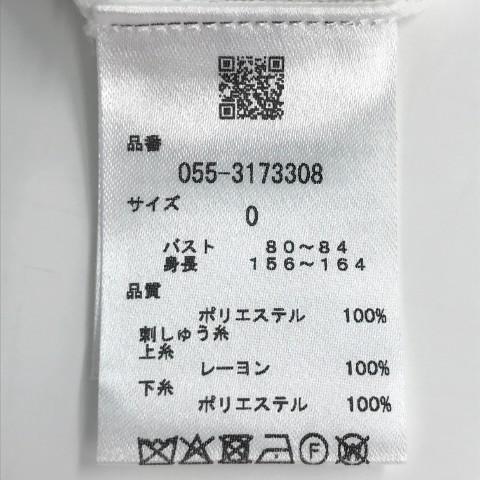 品番
055-3173308
サイズ
0
バスト 80～84
身長 156～164
品質
ポリエステル 100%
刺しゅう糸
上糸
レーヨン 100%
下糸
ポリエステル 100%